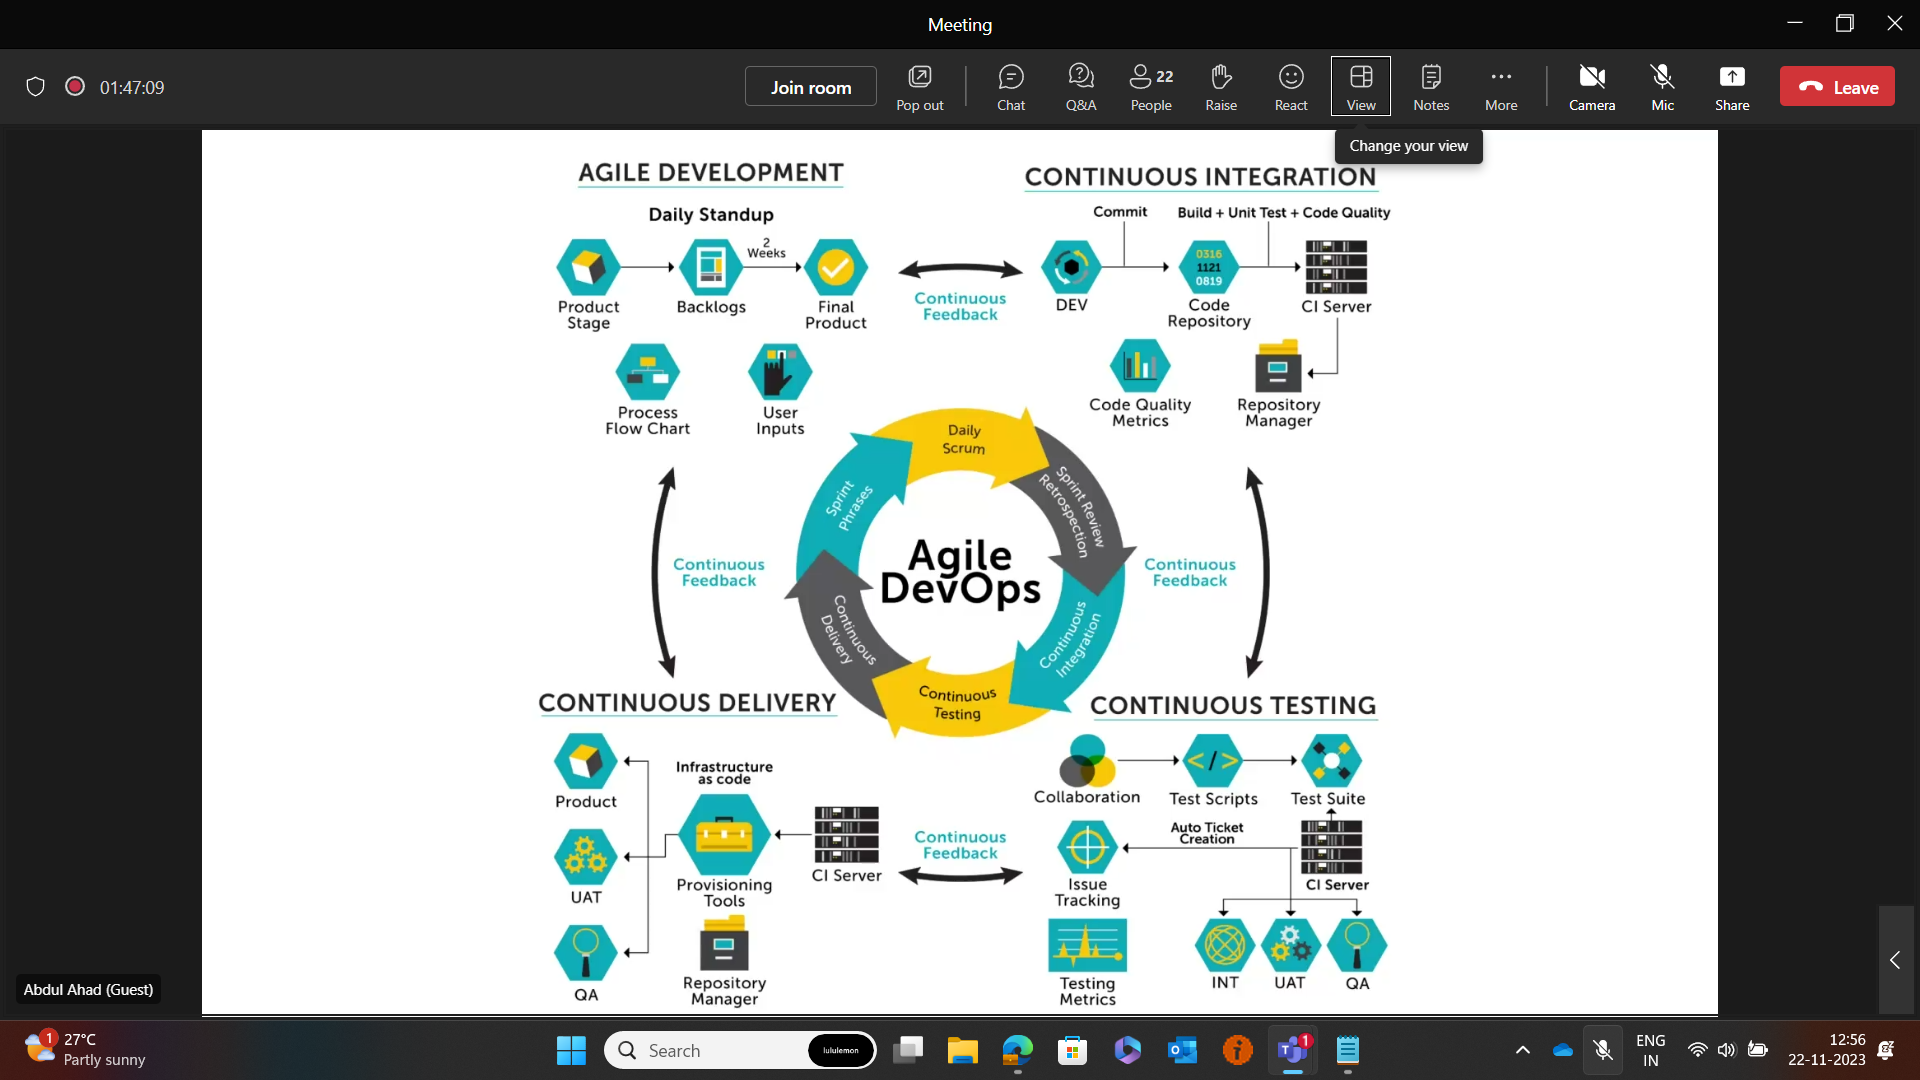 Meeting
01:47:09
Join room
Pop out
Chat
Q&A
22
People
Raise
React
View
Notes
More
Camera
Mic
Share
Leave
Change your view
AGILE DEVELOPMENT
Daily Standup
2
Weeks
Product
Stage
Backlogs
Final
Product
Process
Flow Chart
User
Inputs
Continuous
Feedback
CONTINUOUS INTEGRATION
Commit
Build + Unit Test + Code Quality
0316
1121
0819
DEV
Code
Repository
CI Server
Code Quality
Metrics
Repository
Manager
Daily
Scrum
Sprint Review
Retrospection
Continuous
Integration
Continuous
Testing
Continuous
Delivery
Sprint
Phrases
Agile
DevOps
Continuous
Feedback
Continuous
Feedback
CONTINUOUS DELIVERY
Product
Infrastructure
as code
UAT
Provisioning
Tools
CI Server
QA
Repository
Manager
Continuous
Feedback
CONTINUOUS TESTING
Collaboration
</>
Test Scripts
Test Suite
Auto Ticket
Creation
Issue
Tracking
CI Server
Testing
Metrics
INT
UAT
QA
Abdul Ahad (Guest)
1
27°C
Partly sunny
Search
lululemon
1
ENG
IN
12:56
22-11-2023